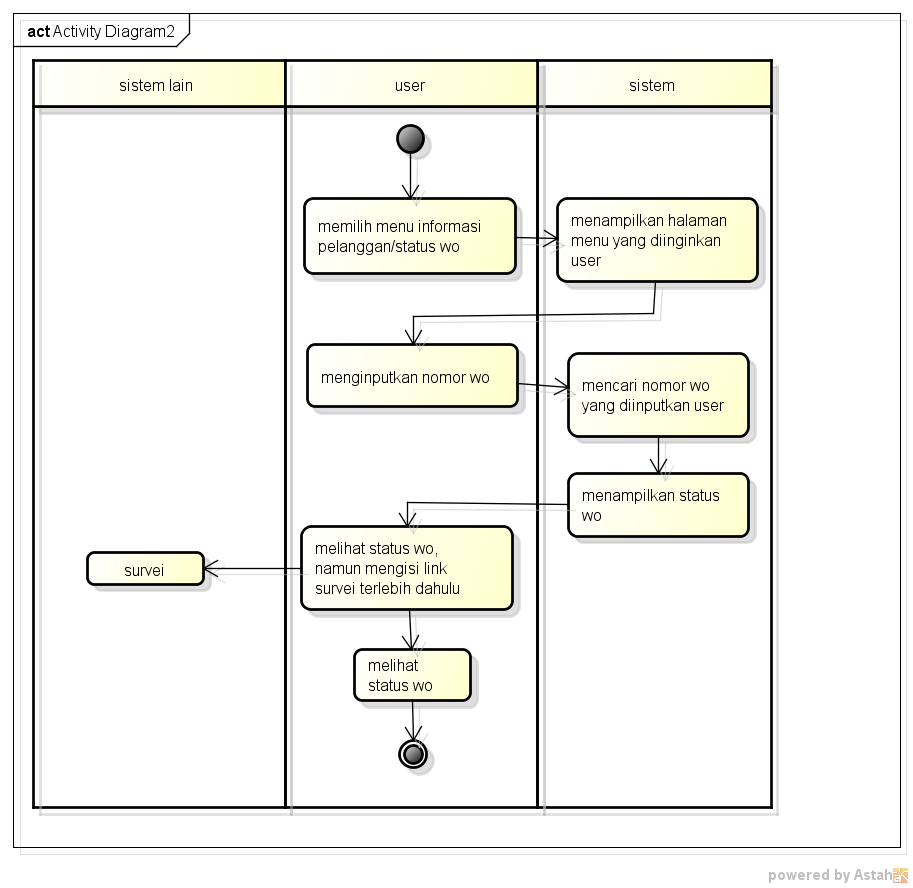 act Activity Diagram2
sistem lain
user
sistem
memilih menu informasi
pelanggan/status wo
menampilkan halaman
menu yang diinginkan
user
menginputkan nomor wo
mencari nomor wo
yang diinputkan user
menampilkan status
wo
melihat status wo,
namun mengisi link
survei terlebih dahulu
survei
melihat
status wo
powered by Astah